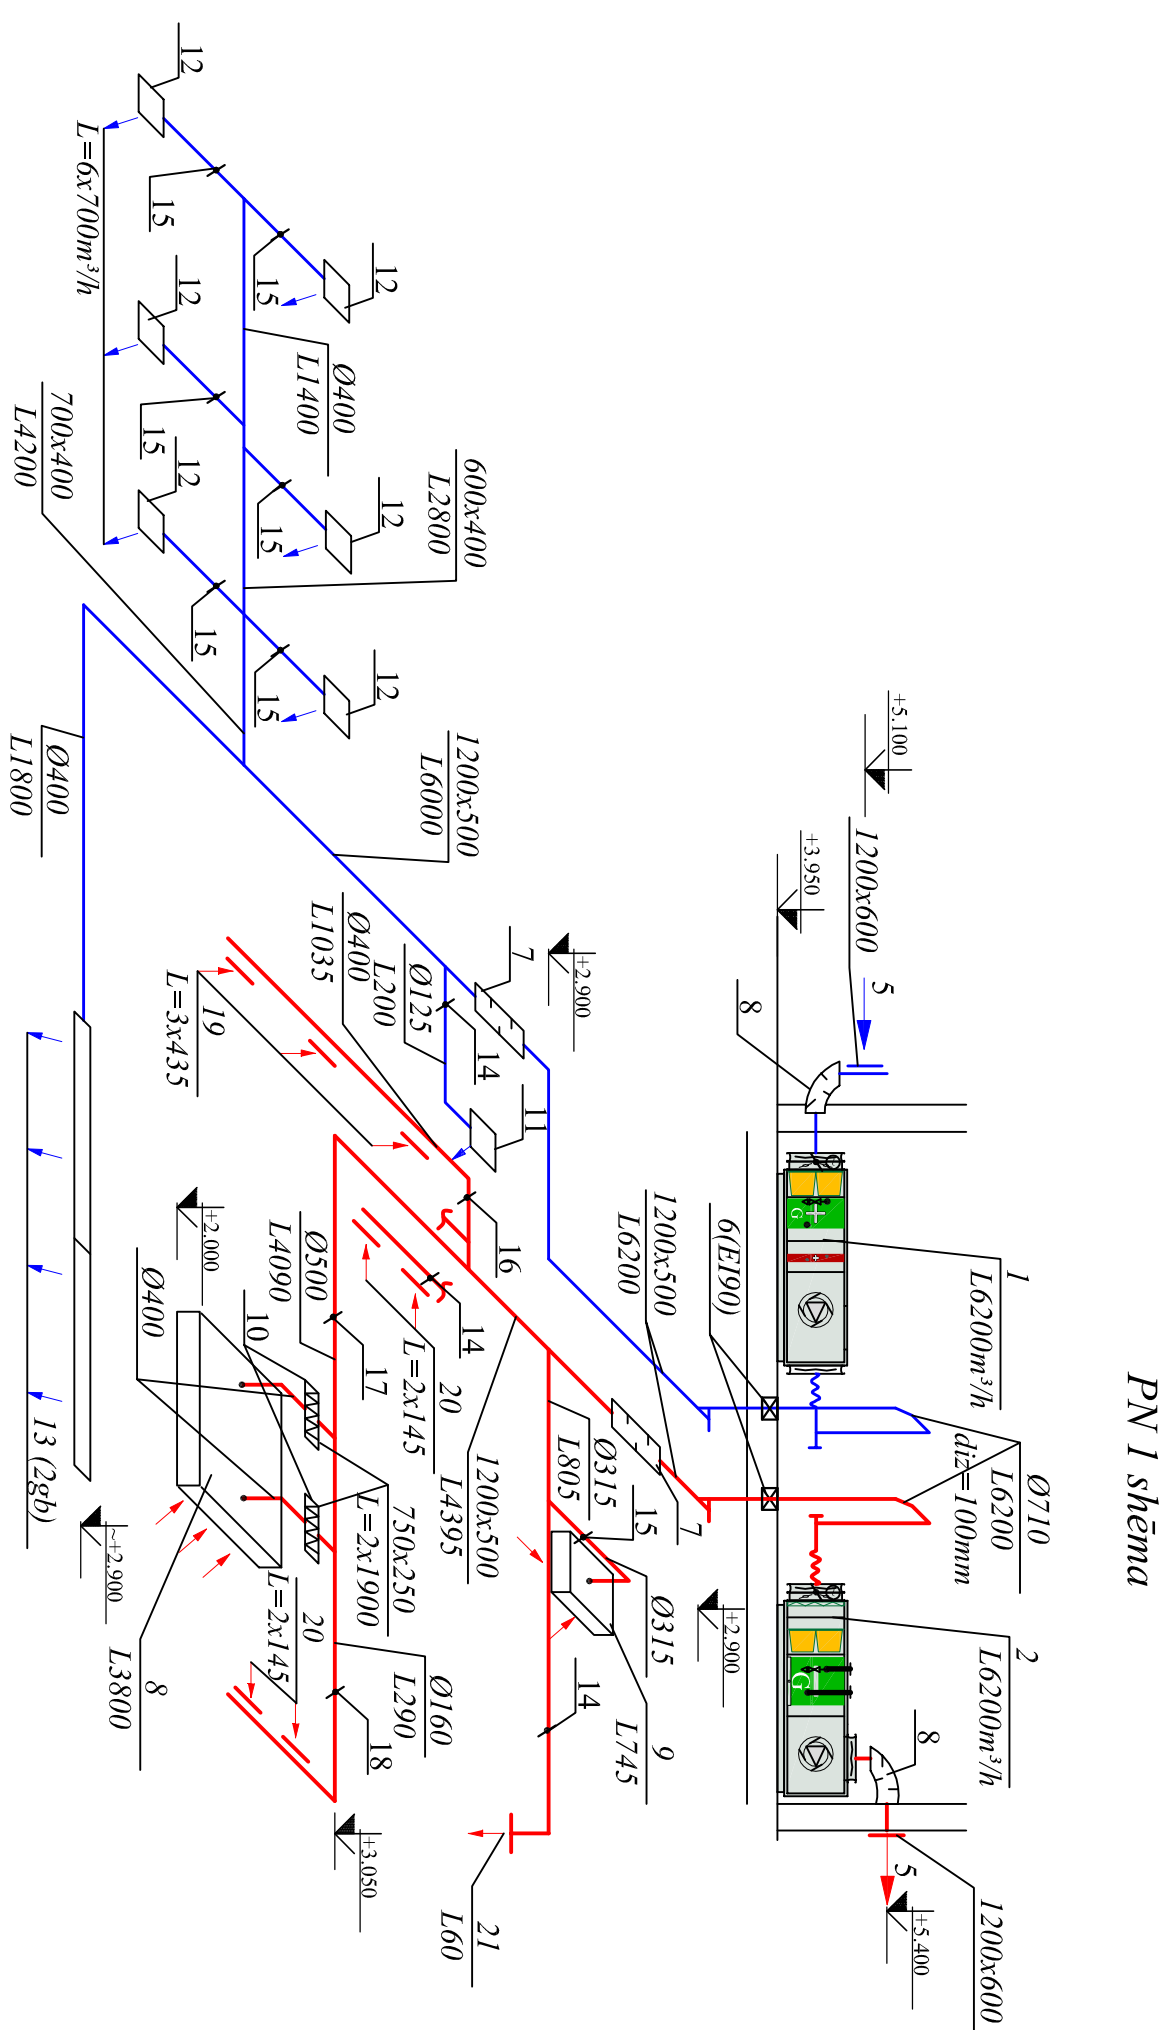 PN 1 shēma
1
L6200m³/h
Ø710
L6200
diz=100mm
2
L6200m³/h
1200x600
+5.100
1200x600
5
+3.950
8
G
G
8
5
+5.400
6(EI90)
1200x500
L6200
+2.900
7
7
+2.900
12
12
L=6x700m³/h
15
15
12
12
15
15
12
12
15
15
Ø400
L1400
600x400
L2800
700x400
L4200
1200x500
L6000
Ø400
L1800
Ø400
L1035
Ø125
L200
14
11
19
L=3x435
16
14
20
L=2x145
1200x500
L4395
Ø315
L805
15
Ø315
9
L745
14
21
L60
+2.000
Ø500
L4090
Ø400
10
17
750x250
L=2x1900
Ø160
L290
18
20
L=2x145
8
L3800
+3.050
13 (2gb)
~+2.900